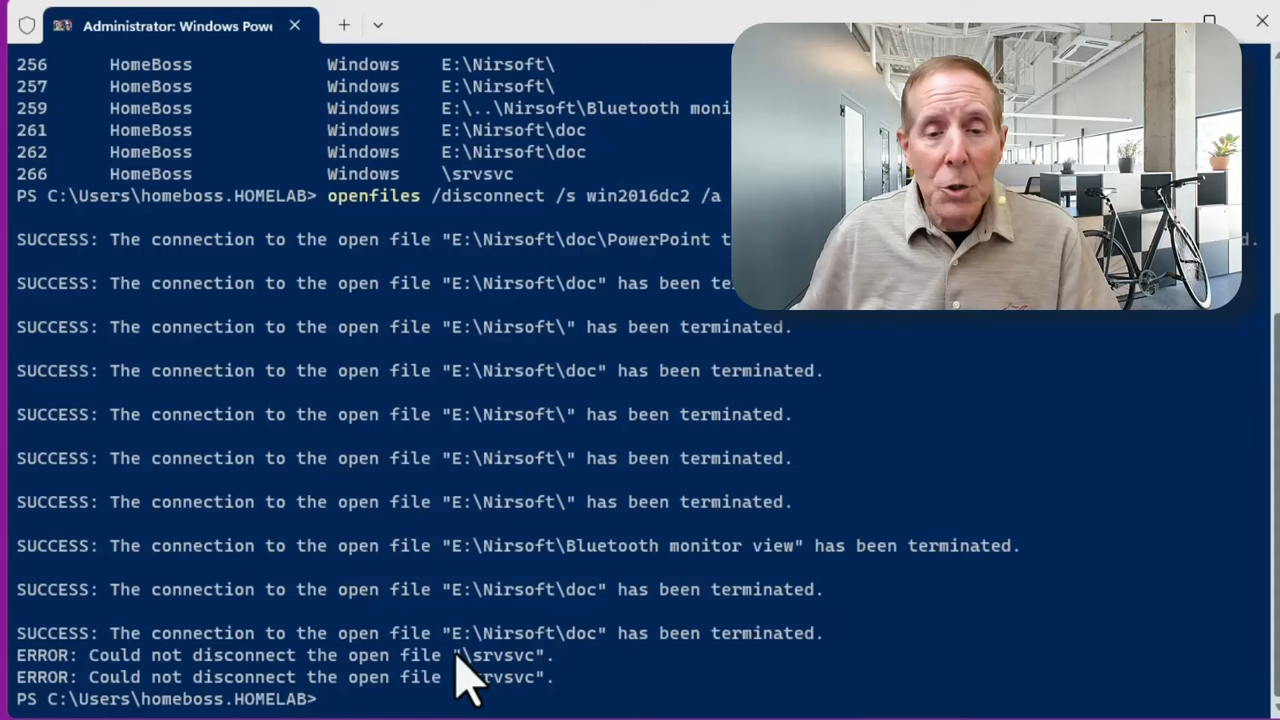 Administrator: Windows Powe
256 HomeBoss Windows E:\Nirsoft\
257 HomeBoss Windows E:\Nirsoft\
259 HomeBoss Windows E:\..\Nirsoft\Bluetooth moni
261 HomeBoss Windows E:\Nirsoft\doc
262 HomeBoss Windows E:\Nirsoft\doc
266 HomeBoss Windows \srvsvc
PS C:\Users\homeboss.HOMELAB> openfiles /disconnect /s win2016dc2 /a
SUCCESS: The connection to the open file "E:\Nirsoft\doc\PowerPoint t d.
SUCCESS: The connection to the open file "E:\Nirsoft\doc" has been te
SUCCESS: The connection to the open file "E:\Nirsoft\" has been terminated.
SUCCESS: The connection to the open file "E:\Nirsoft\doc" has been terminated.
SUCCESS: The connection to the open file "E:\Nirsoft\" has been terminated.
SUCCESS: The connection to the open file "E:\Nirsoft\" has been terminated.
SUCCESS: The connection to the open file "E:\Nirsoft\" has been terminated.
SUCCESS: The connection to the open file "E:\Nirsoft\Bluetooth monitor view" has been terminated.
SUCCESS: The connection to the open file "E:\Nirsoft\doc" has been terminated.
SUCCESS: The connection to the open file "E:\Nirsoft\doc" has been terminated.
ERROR: Could not disconnect the open file "\srvsvc".
ERROR: Could not disconnect the open file vsvc".
PS C:\Users\homeboss.HOMELAB>